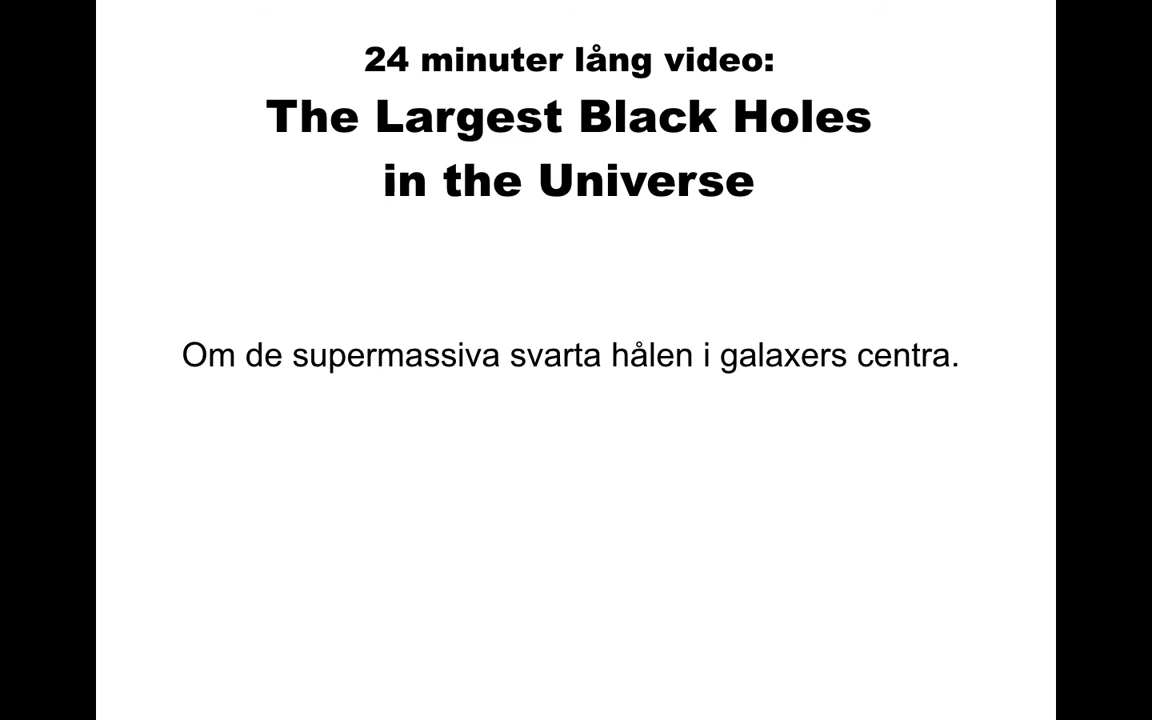 24 minuter lång video:
The Largest Black Holes
in the Universe
Om de supermassiva svarta hålen i galaxers centra.